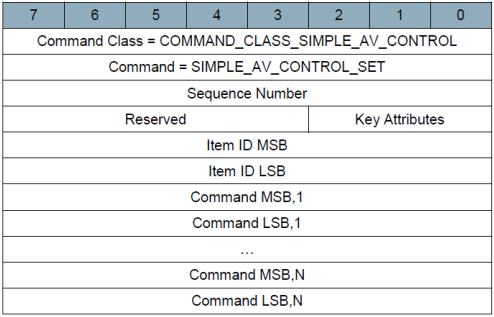 7 6 5 4 3 2 1 0
Command Class = COMMAND_CLASS_SIMPLE_AV_CONTROL
Command = SIMPLE_AV_CONTROL_SET
Sequence Number
Reserved Key Attributes
Item ID MSB
Item ID LSB
Command MSB,1
Command LSB,1
...
Command MSB,N
Command LSB,N